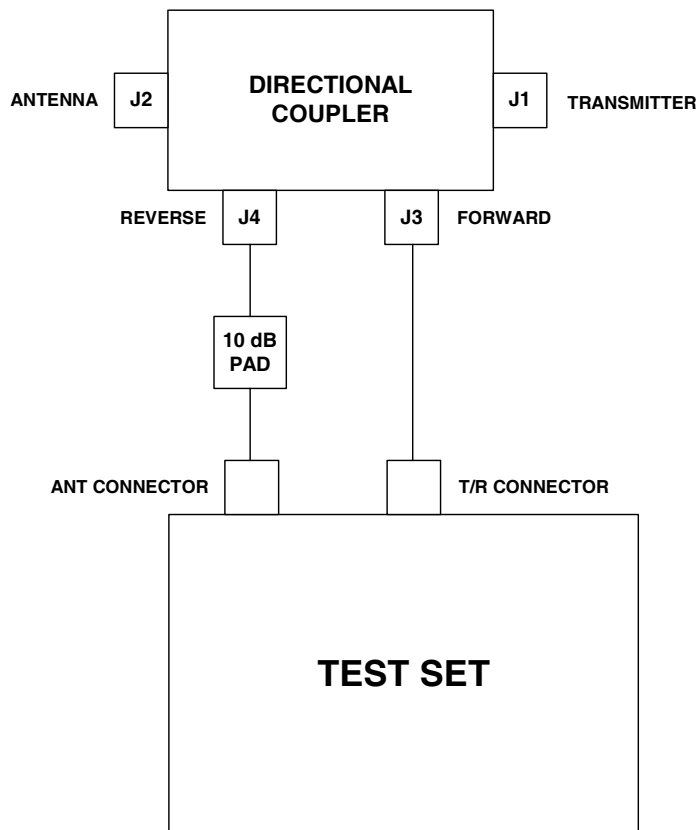 DIRECTIONAL
COUPLER
ANTENNA
J2
J1
TRANSMITTER
REVERSE
J4
J3
FORWARD
10 dB
PAD
ANT CONNECTOR
T/R CONNECTOR
TEST SET